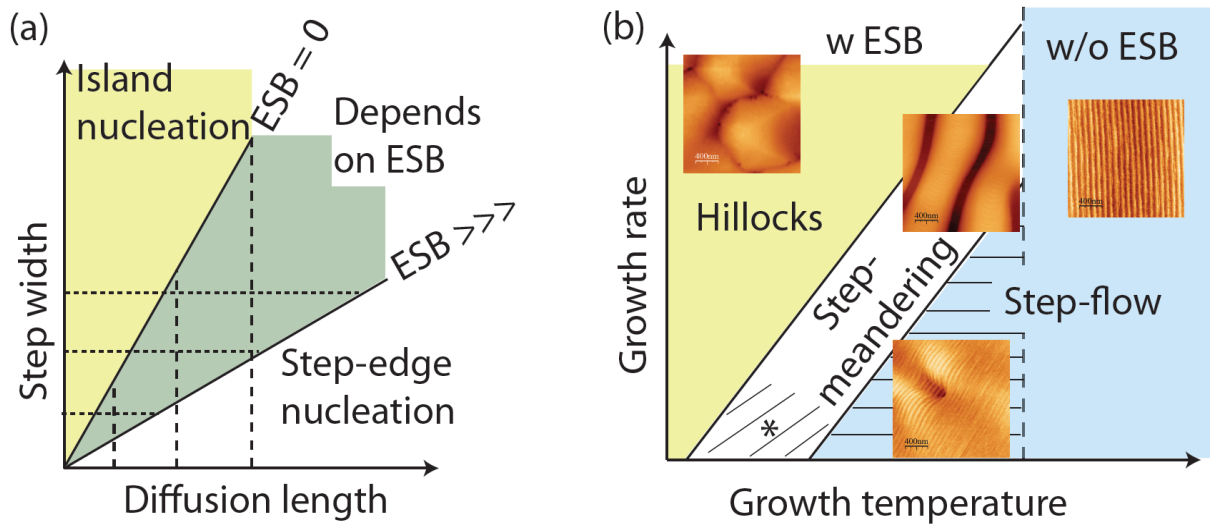 (a)
Island
nucleation
ESB = 0
Depends
on ESB
ESB >>>
Step-edge
nucleation
Step width
Diffusion length
(b)
w ESB
w/o ESB
400nm
400nm
400nm
Hillocks
Step-
meandering
Step-flow
*
400nm
Growth rate
Growth temperature